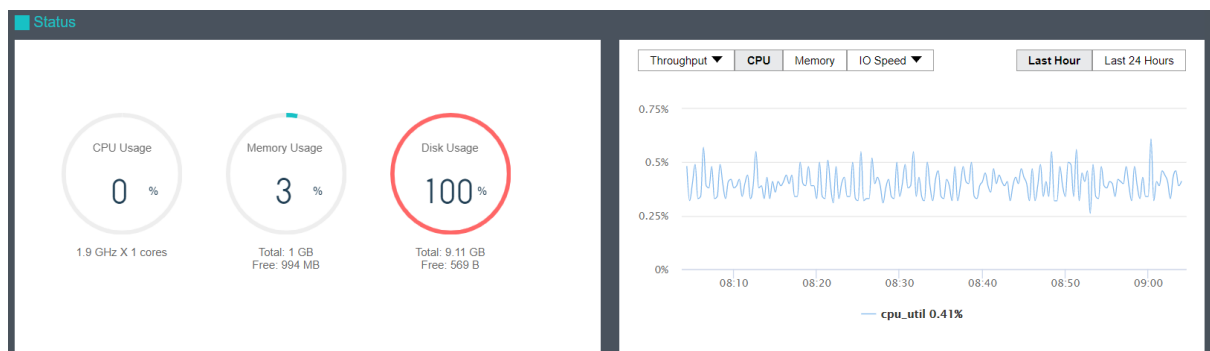 Status
CPU Usage
0 %
1.9 GHz X 1 cores
Memory Usage
3 %
Total: 1 GB
Free: 994 MB
Disk Usage
100 %
Total: 9.11 GB
Free: 569 B
Throughput ▼ CPU Memory IO Speed ▼ Last Hour Last 24 Hours
0.75%
0.5%
0.25%
0%
08:10 08:20 08:30 08:40 08:50 09:00
cpu_util 0.41%